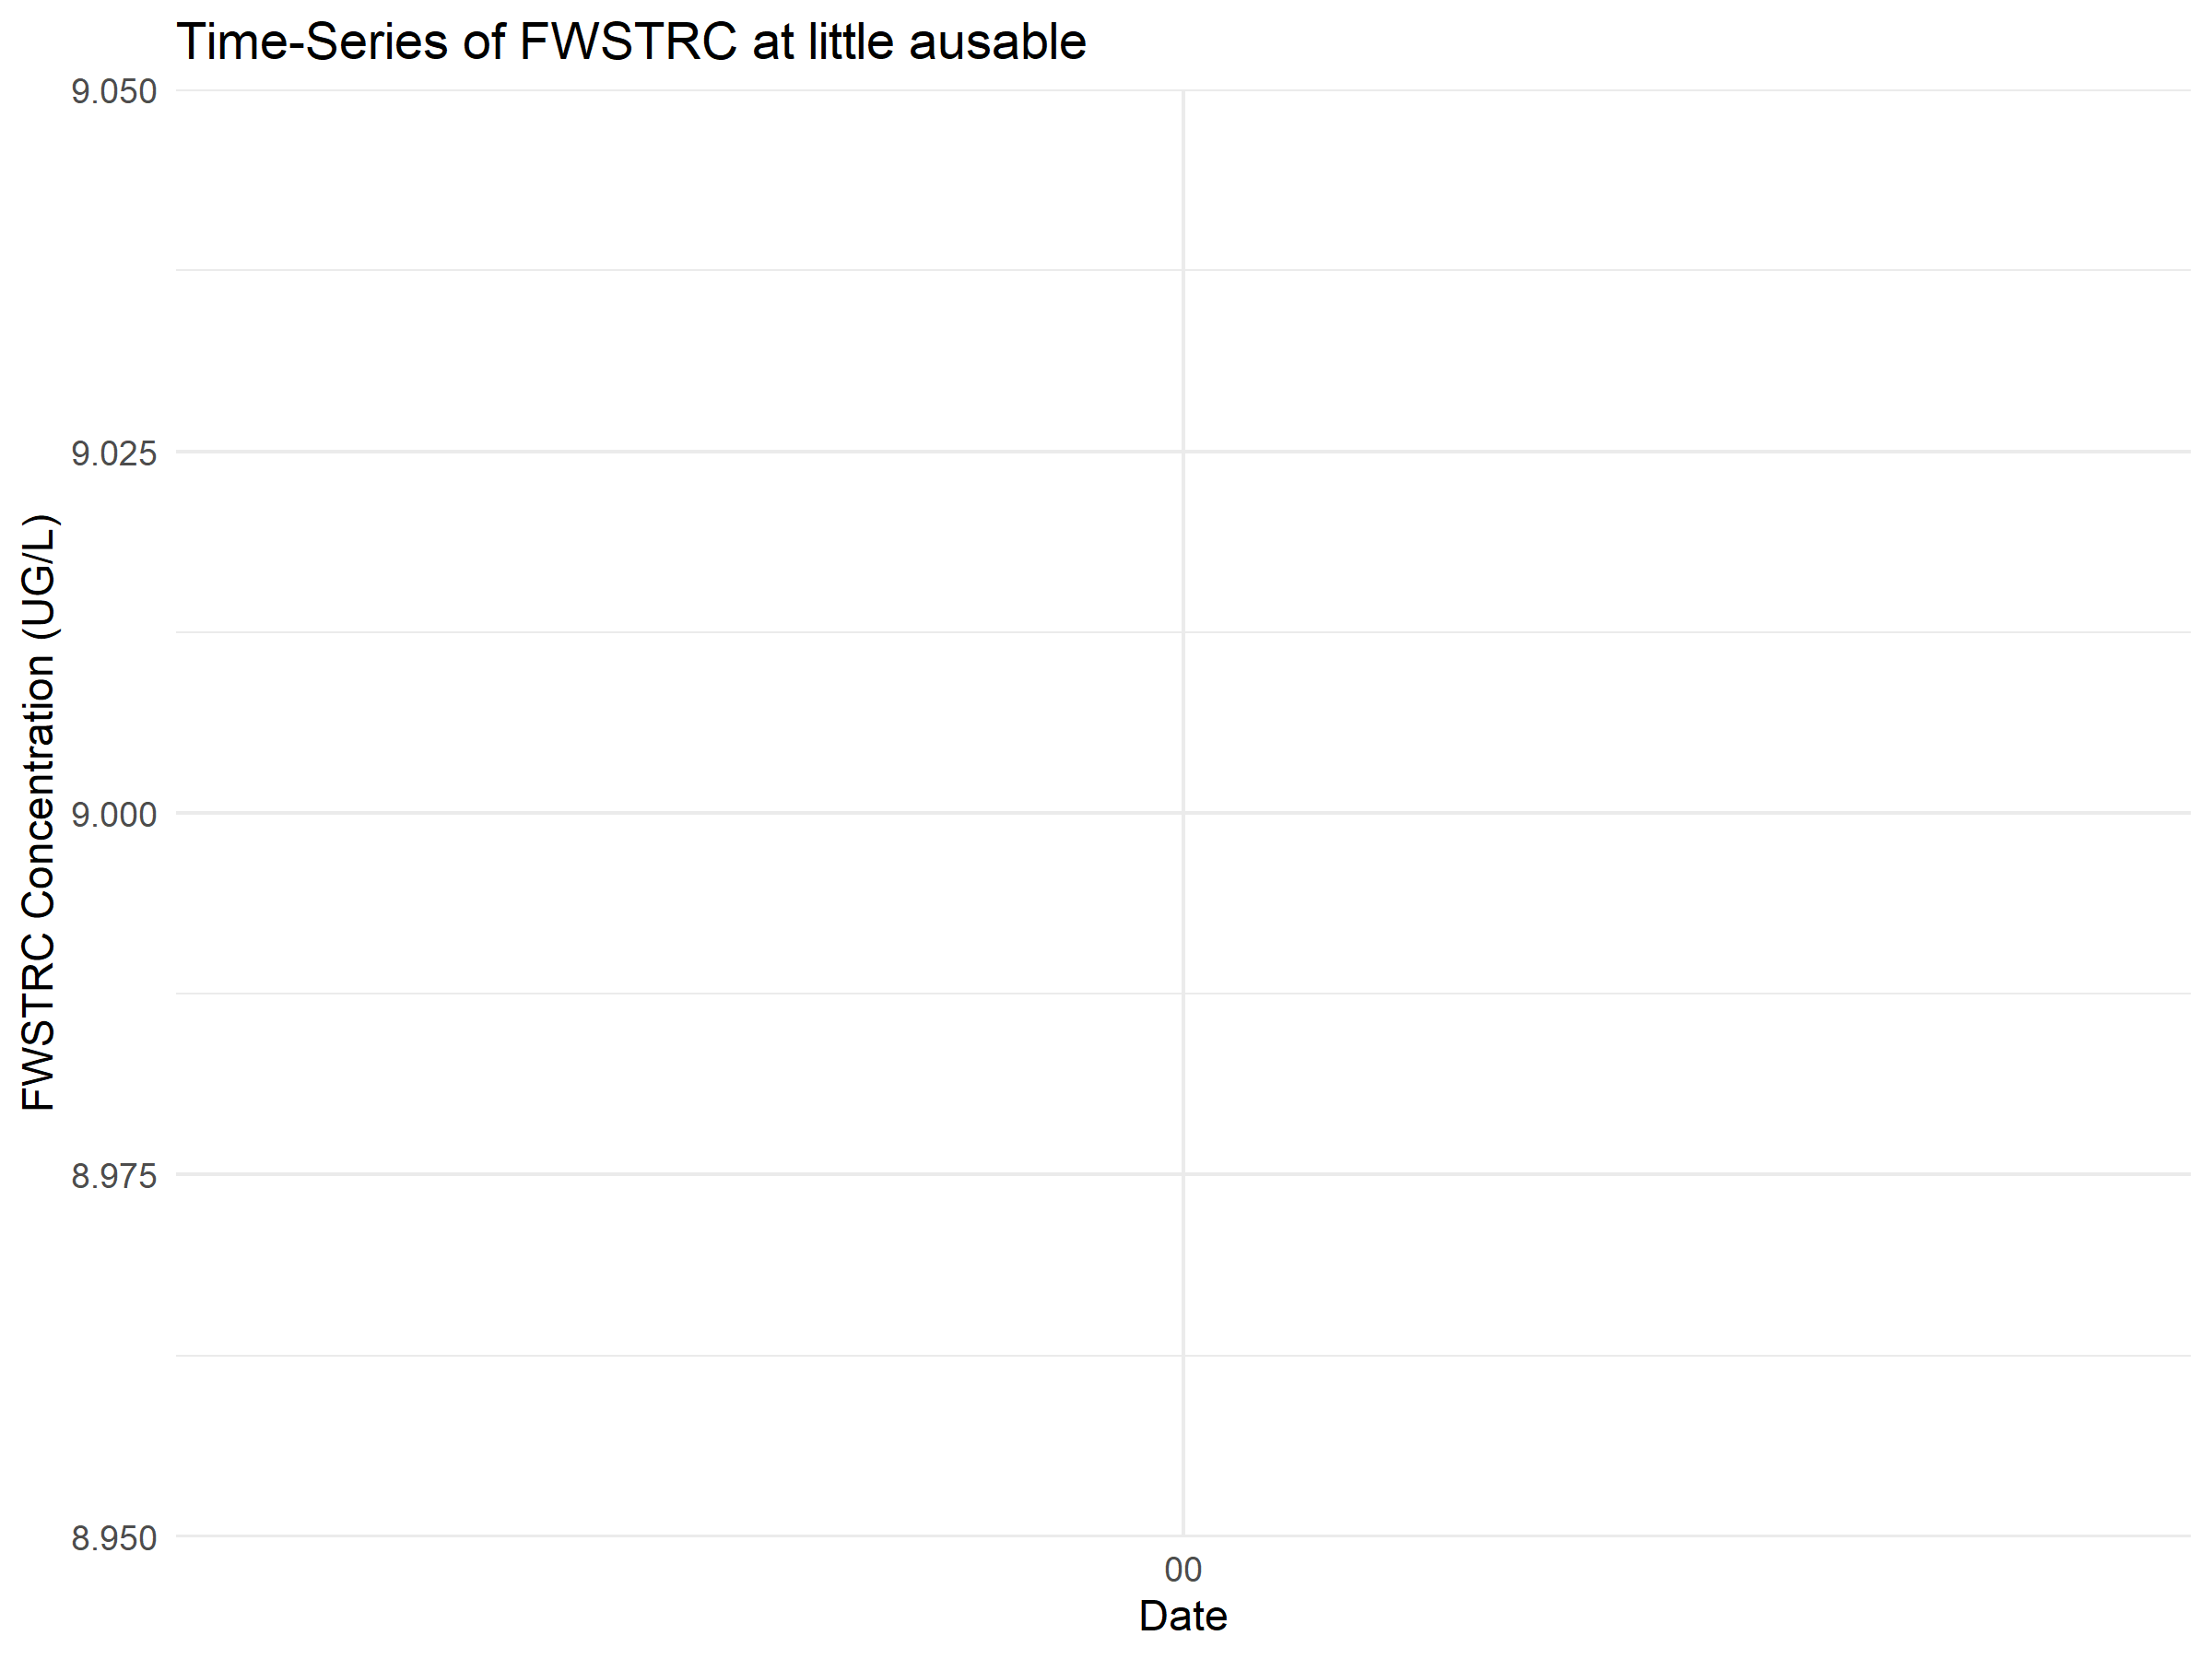 Time-Series of FWSTRC at little ausable
FWSTRC Concentration (UG/L)
9.050
9.025
9.000
8.975
8.950
00
Date